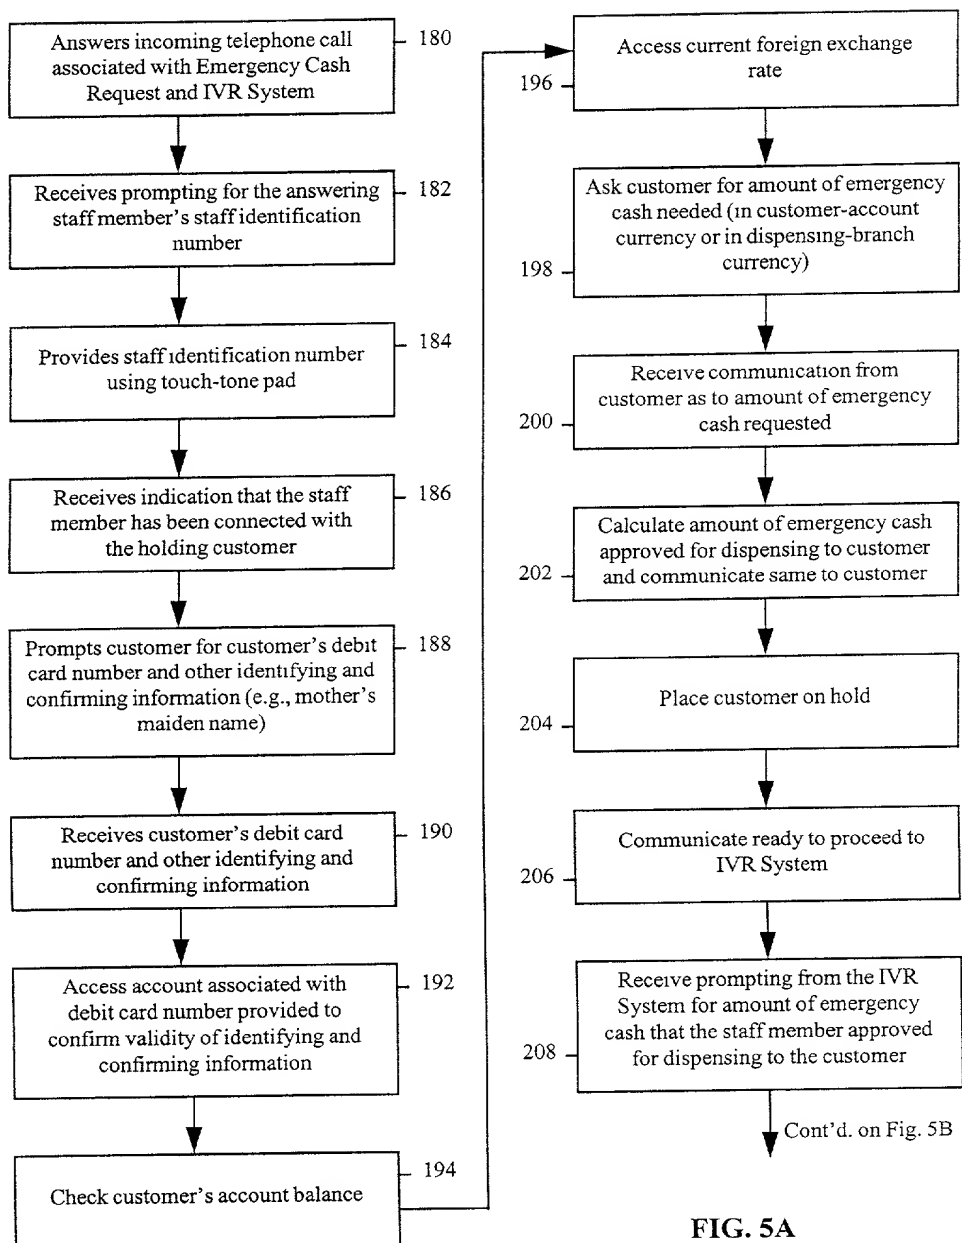 Answers incoming telephone call
associated with Emergency Cash
Request and IVR System
180
Receives prompting for the answering
staff member's staff identification
number
182
Provides staff identification number
using touch-tone pad
184
Receives indication that the staff
member has been connected with
the holding customer
186
Prompts customer for customer's debit
card number and other identifying and
confirming information (e.g., mother's
maiden name)
188
Receives customer's debit card
number and other identifying and
confirming information
190
Access account associated with
debit card number provided to
confirm validity of identifying and
confirming information
192
Check customer's account balance
194
Access current foreign exchange
rate
196
Ask customer for amount of emergency
cash needed (in customer-account
currency or in dispensing-branch
currency)
198
Receive communication from
customer as to amount of emergency
cash requested
200
Calculate amount of emergency cash
approved for dispensing to customer
and communicate same to customer
202
Place customer on hold
204
Communicate ready to proceed to
IVR System
206
Receive prompting from the IVR
System for amount of emergency
cash that the staff member approved
for dispensing to the customer
208
Cont'd. on Fig. 5B
FIG. 5A